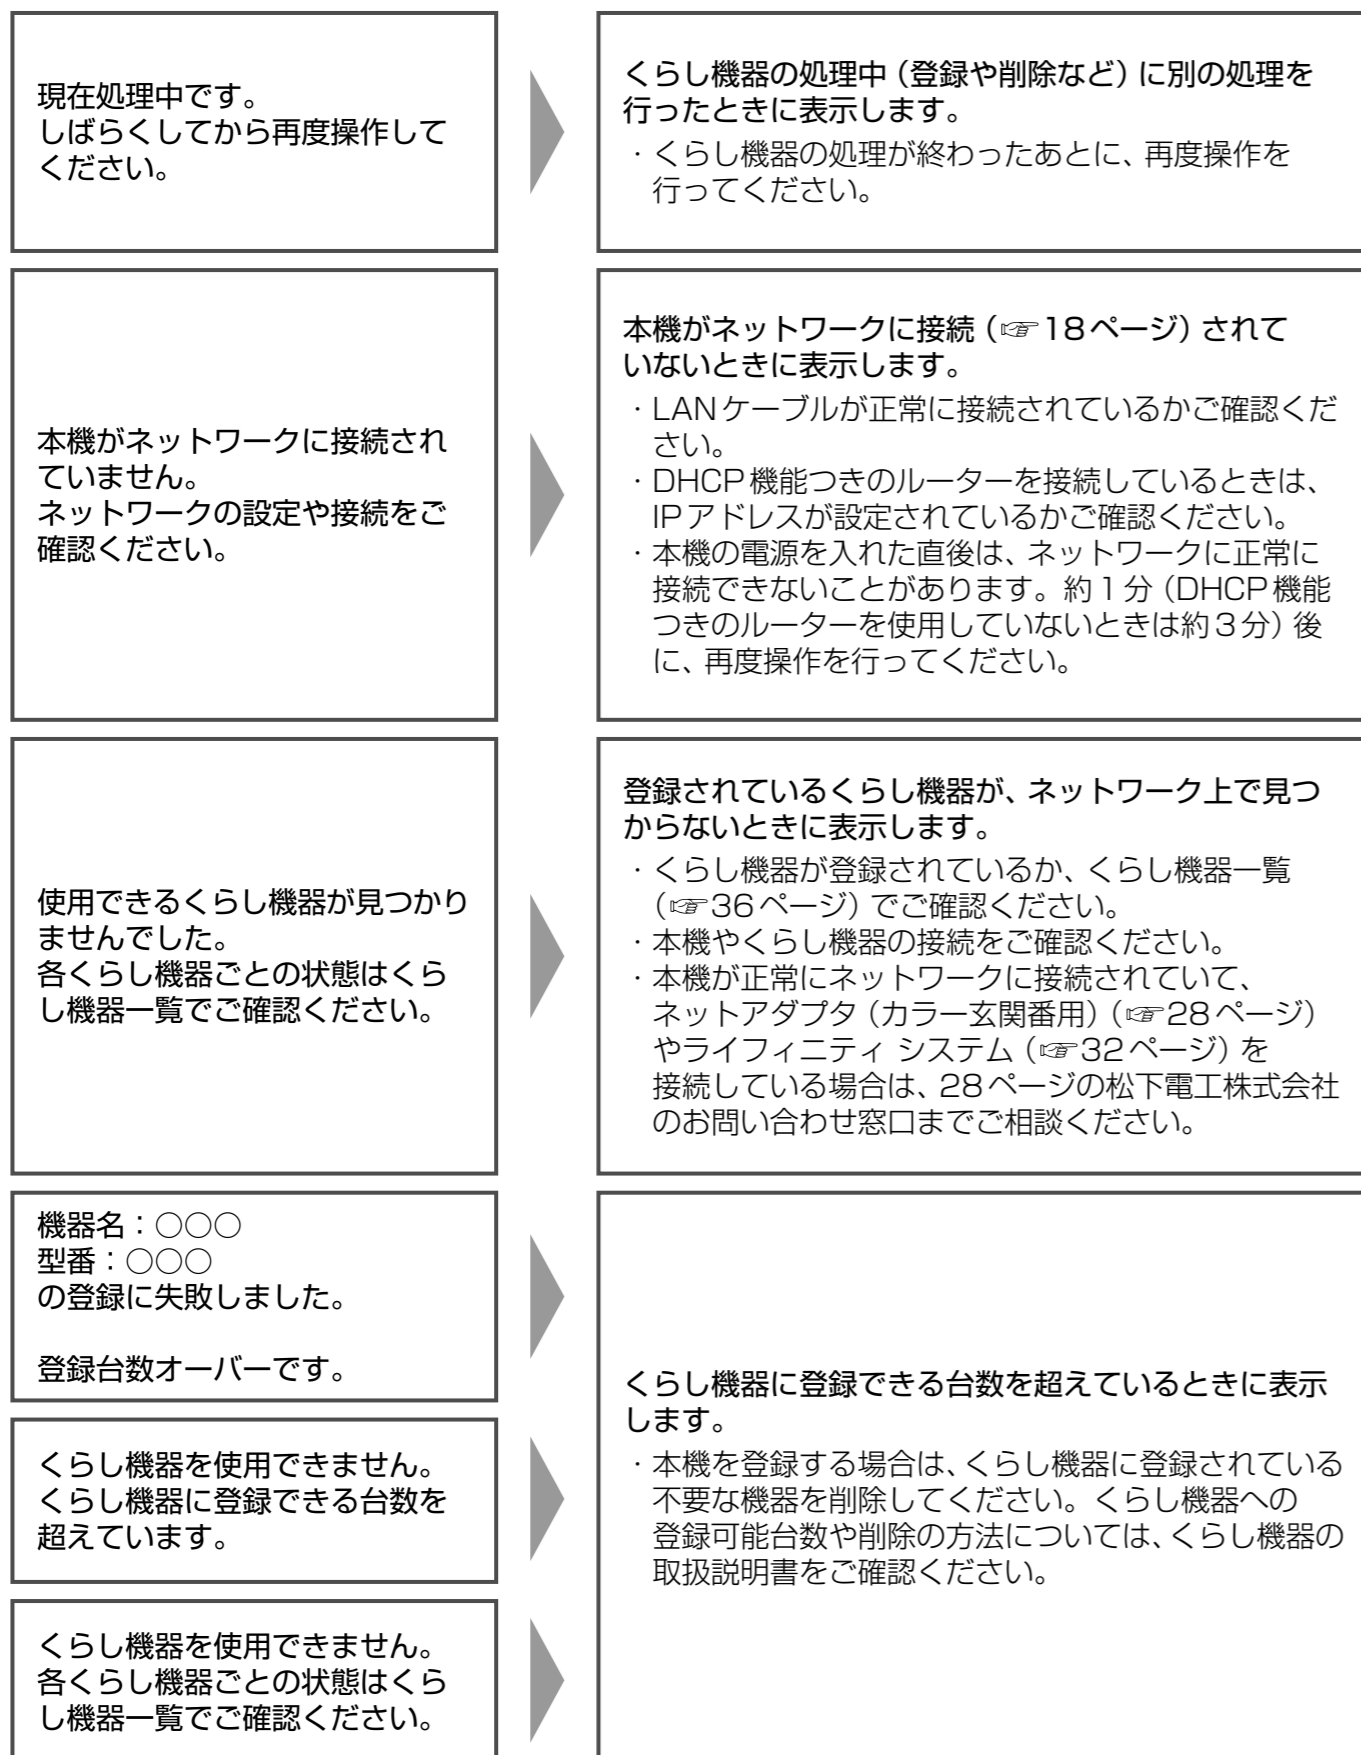 現在処理中です。
しばらくしてから再度操作して
ください。
くらし機器の処理中（登録や削除など）に別の処理を
行ったときに表示します。
・くらし機器の処理が終わったあとに、再度操作を
行ってください。
本機がネットワークに接続され
ていません。
ネットワークの設定や接続をご
確認ください。
本機がネットワークに接続（☞18ページ）されて
いないときに表示します。
・LANケーブルが正常に接続されているかご確認くだ
さい。
・DHCP機能つきのルーターを接続しているときは、
IPアドレスが設定されているかご確認ください。
・本機の電源を入れた直後は、ネットワークに正常に
接続できないことがあります。約1分（DHCP機能
つきのルーターを使用していないときは約3分）後
に、再度操作を行ってください。
使用できるくらし機器が見つかり
ませんでした。
各くらし機器ごとの状態はくら
し機器一覧でご確認ください。
登録されているくらし機器が、ネットワーク上で見つ
からないときに表示します。
・くらし機器が登録されているか、くらし機器一覧
（☞36ページ）でご確認ください。
・本機やくらし機器の接続をご確認ください。
・本機が正常にネットワークに接続されていて、
ネットアダプタ（カラー玄関番用）（☞28ページ）
やライフィニティ システム（☞32ページ）を
接続している場合は、28ページの松下電工株式会社
のお問い合わせ窓口までご相談ください。
機器名：○○○
型番：○○○
の登録に失敗しました。
登録台数オーバーです。
くらし機器を使用できません。
くらし機器に登録できる台数を
超えています。
くらし機器を使用できません。
各くらし機器ごとの状態はくら
し機器一覧でご確認ください。
くらし機器に登録できる台数を超えているときに表示
します。
・本機を登録する場合は、くらし機器に登録されている
不要な機器を削除してください。くらし機器への
登録可能台数や削除の方法については、くらし機器の
取扱説明書をご確認ください。